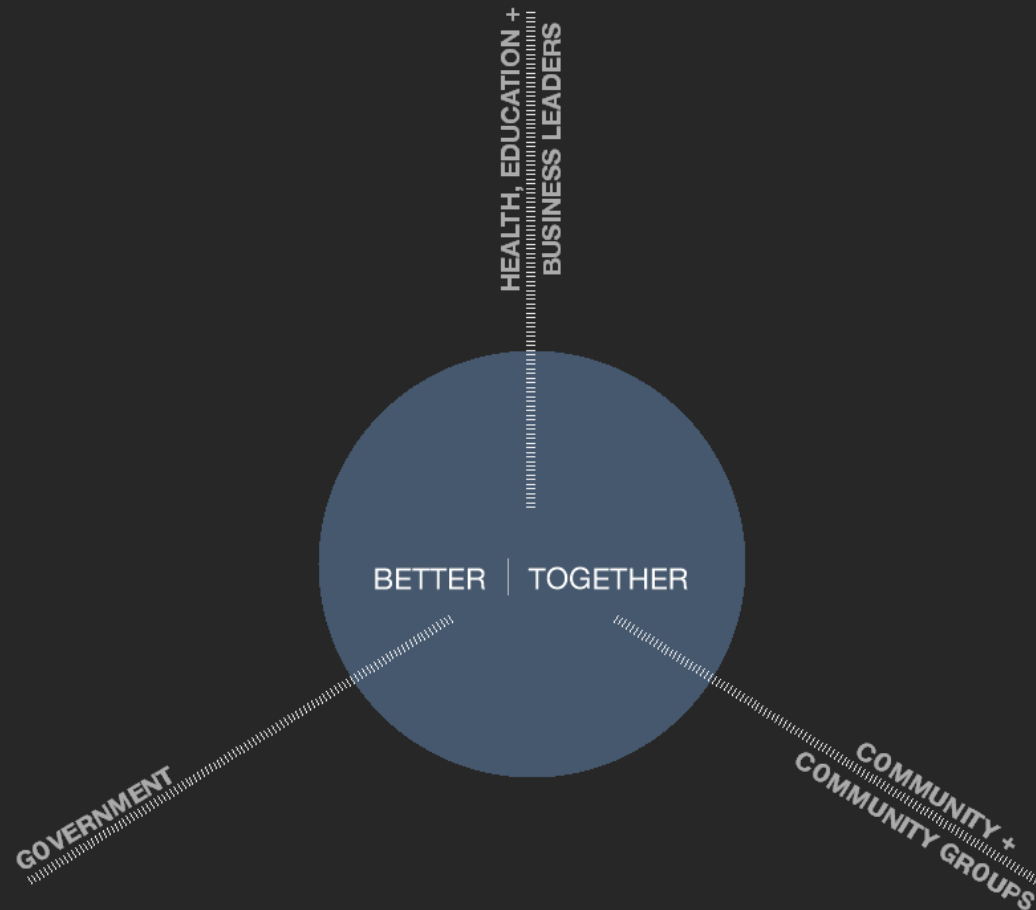 HEALTH, EDUCATION +
BUSINESS LEADERS
BETTER | TOGETHER
GOVERNMENT
COMMUNITY +
COMMUNITY GROUPS